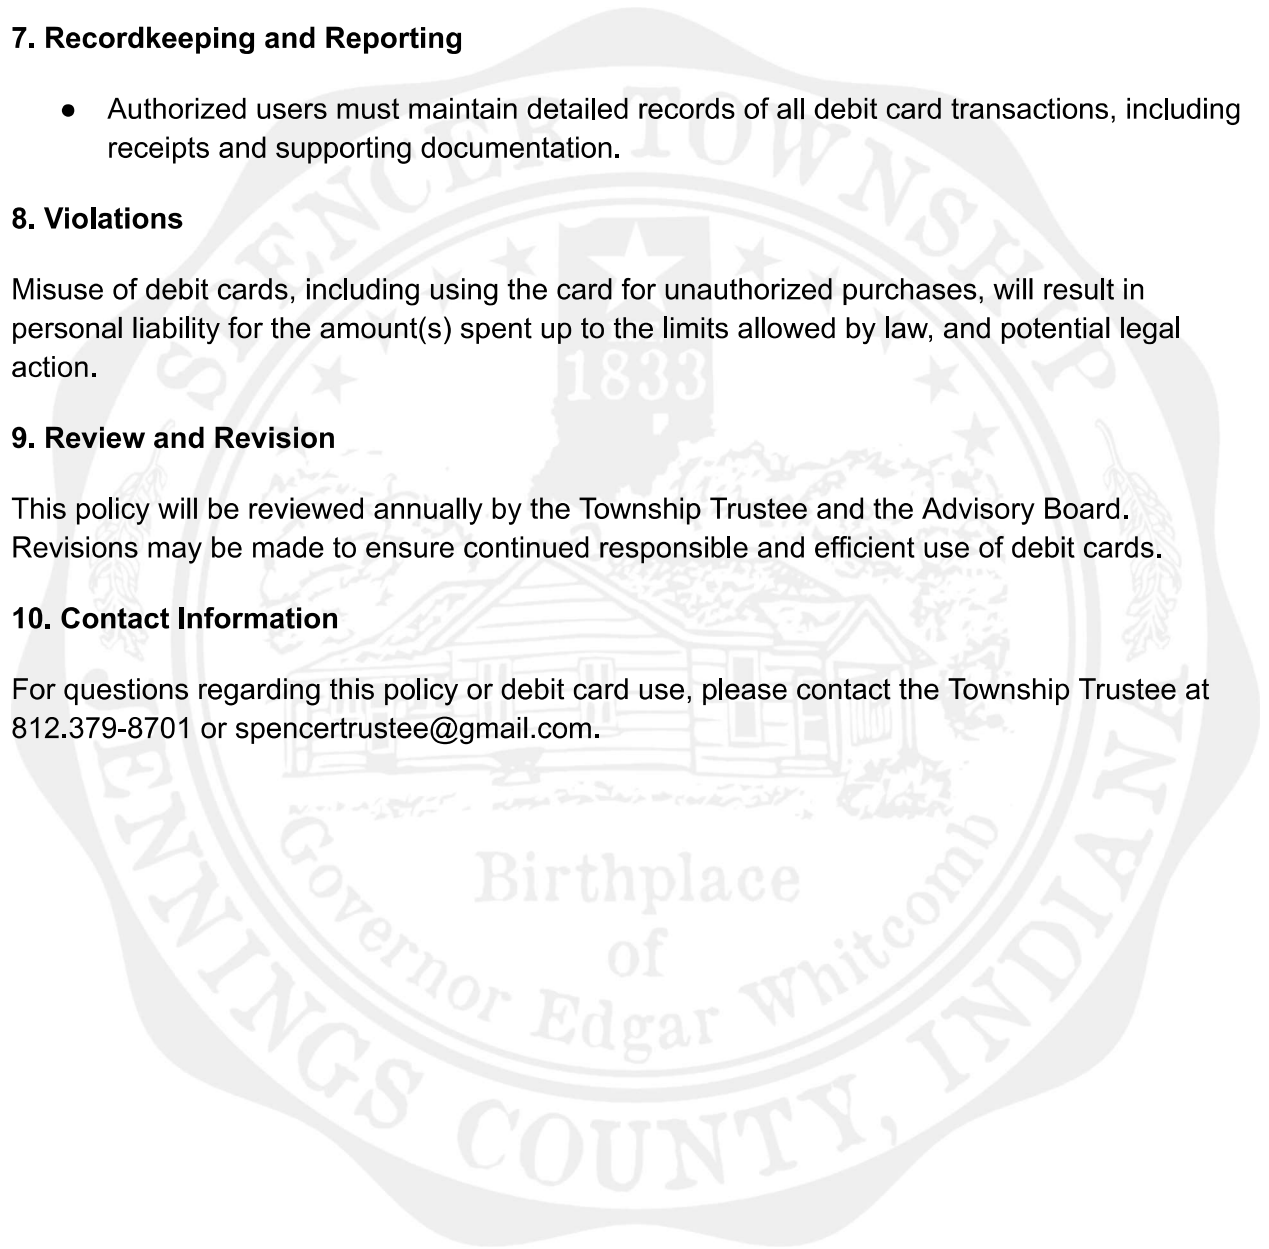 7. Recordkeeping and Reporting
● Authorized users must maintain detailed records of all debit card transactions, including
receipts and supporting documentation.
8. Violations
Misuse of debit cards, including using the card for unauthorized purchases, will result in
personal liability for the amount(s) spent up to the limits allowed by law, and potential legal
action.
9. Review and Revision
This policy will be reviewed annually by the Township Trustee and the Advisory Board.
Revisions may be made to ensure continued responsible and efficient use of debit cards.
10. Contact Information
For questions regarding this policy or debit card use, please contact the Township Trustee at
812.379-8701 or spencertrustee@gmail.com.
SPENCER TOWNSHIP
1833
Birthplace
of
Governor Edgar Whitcomb
JENNINGS COUNTY, INDIANA